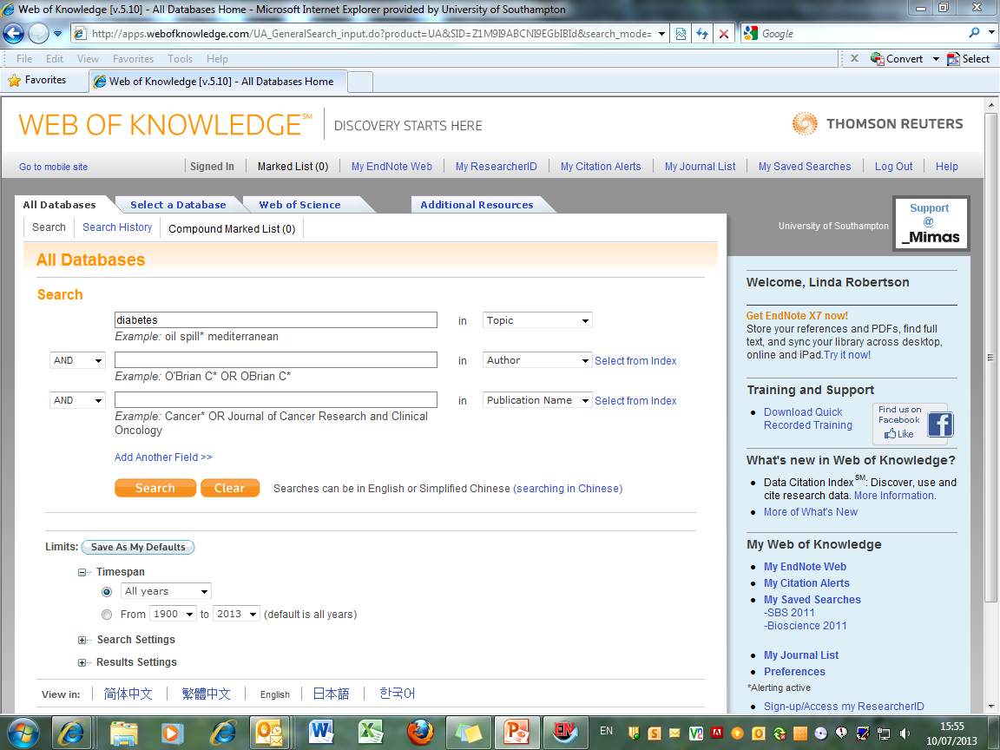 Web of Knowledge [v.5.10] - All Databases Home - Microsoft Internet Explorer provided by University of Southampton
http://apps.webofknowledge.com/UA_GeneralSearch_input.do?product=UA&SID=Z1M9I9ABCNI9EGbIBId&search_mode=
Google
File Edit View Favorites Tools Help
Convert Select
Favorites
Web of Knowledge [v.5.10] - All Databases Home
WEB OF KNOWLEDGE SM DISCOVERY STARTS HERE
THOMSON REUTERS
Go to mobile site
Signed In Marked List (0) My EndNote Web My ResearcherID My Citation Alerts My Journal List My Saved Searches Log Out Help
All Databases Select a Database Web of Science Additional Resources
Search Search History Compound Marked List (0)
University of Southampton
Support
@
_Mimas
All Databases
Search
diabetes in Topic
Example: oil spill* mediterranean
AND in Author Select from Index
Example: O'Brian C* OR OBrian C*
AND in Publication Name Select from Index
Example: Cancer* OR Journal of Cancer Research and Clinical
Oncology
Add Another Field >>
Search Clear Searches can be in English or Simplified Chinese (searching in Chinese)
Limits: Save As My Defaults
Timespan
All years
From 1900 to 2013 (default is all years)
Search Settings
Results Settings
View in: 简体中文 繁體中文 English 日本語 한국어
Welcome, Linda Robertson
Get EndNote X7 now!
Store your references and PDFs, find full
text, and sync your library across desktop,
online and iPad.Try it now!
Training and Support
Download Quick
Recorded Training
Find us on
Facebook
Like
What's new in Web of Knowledge?
Data Citation Index SM: Discover, use and
cite research data. More Information.
More of What's New
My Web of Knowledge
My EndNote Web
My Citation Alerts
My Saved Searches
-SBS 2011
-Bioscience 2011
My Journal List
Preferences
*Alerting active
Sign-up/Access my ResearcherID
EN
15:55
10/07/2013